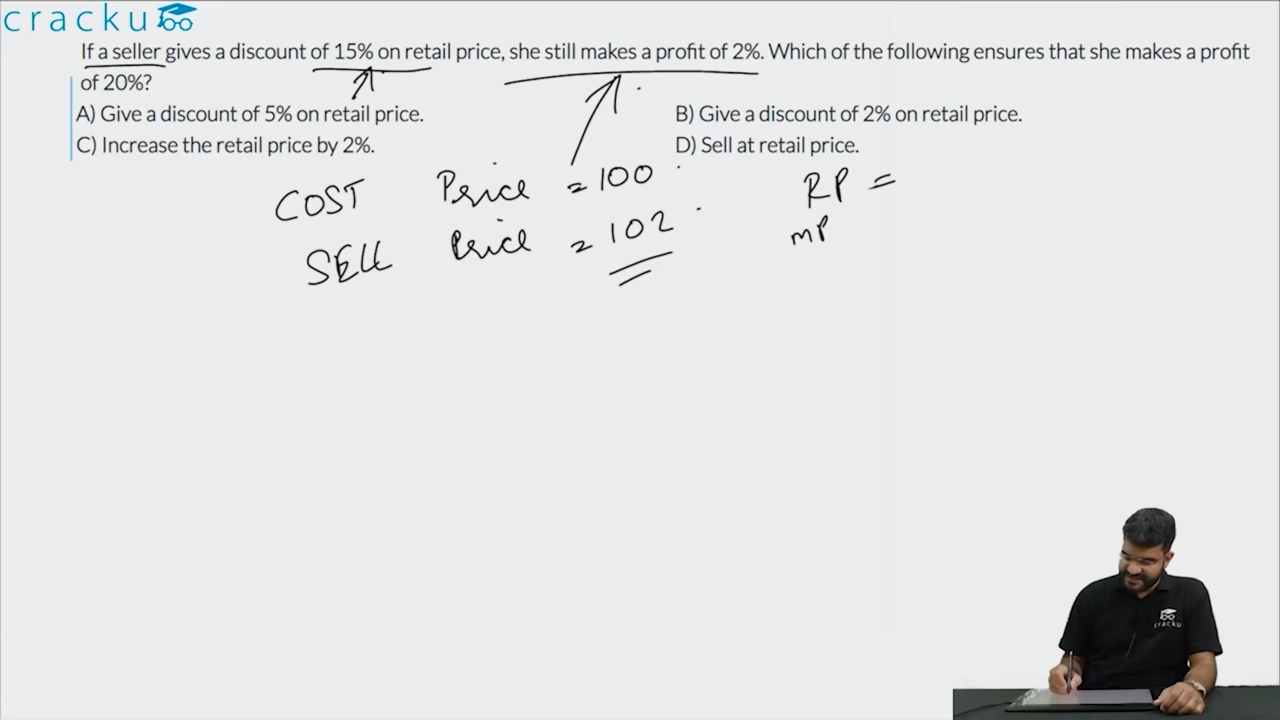 cracku
If a seller gives a discount of 15% on retail price, she still makes a profit of 2%. Which of the following ensures that she makes a profit
of 20%?
A) Give a discount of 5% on retail price.
B) Give a discount of 2% on retail price.
C) Increase the retail price by 2%.
D) Sell at retail price.
COST Price = 100
RP =
SELL Price = 102
MP
cracku